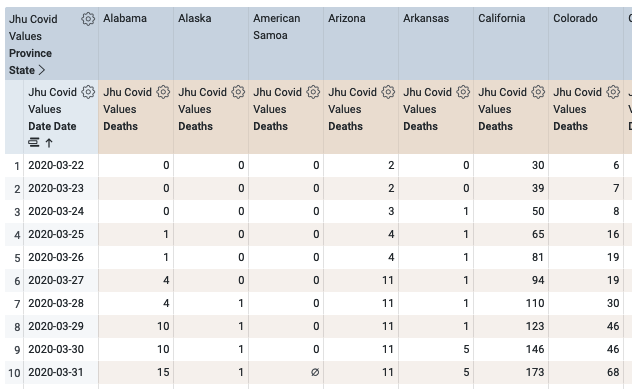 Jhu Covid Values Province State > Alabama Alaska American Samoa Arizona Arkansas California Colorado
Jhu Covid Values Date Date ↑ Jhu Covid Values Deaths Jhu Covid Values Deaths Jhu Covid Values Deaths Jhu Covid Values Deaths Jhu Covid Values Deaths Jhu Covid Values Deaths Jhu Covid Values Deaths
1 2020-03-22 0 0 0 2 0 30 6
2 2020-03-23 0 0 0 2 0 39 7
3 2020-03-24 0 0 0 3 1 50 8
4 2020-03-25 1 0 0 4 1 65 16
5 2020-03-26 1 0 0 4 1 81 19
6 2020-03-27 4 0 0 11 1 94 19
7 2020-03-28 4 1 0 11 1 110 30
8 2020-03-29 10 1 0 11 1 123 46
9 2020-03-30 10 1 0 11 5 146 46
10 2020-03-31 15 1 ∅ 11 5 173 68